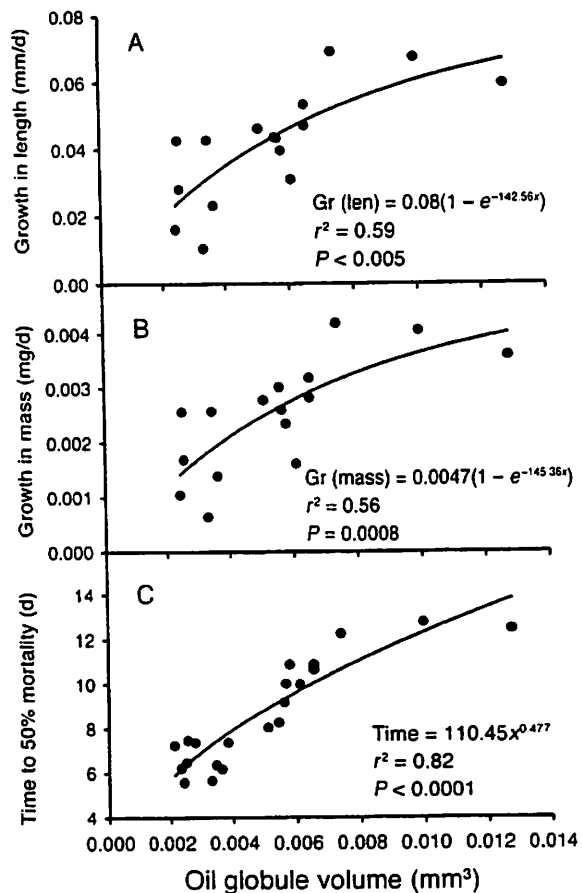 A
0.08
0.06
0.04
0.02
0.00
Growth in length (mm/d)
Gr (len) = 0.08(1 − e^−142.56x)
r² = 0.59
P < 0.005
B
0.004
0.003
0.002
0.001
0.000
Growth in mass (mg/d)
Gr (mass) = 0.0047(1 − e^−145.36x)
r² = 0.56
P = 0.0008
C
14
12
10
8
6
4
Time to 50% mortality (d)
Time = 110.45x^0.477
r² = 0.82
P < 0.0001
0.000 0.002 0.004 0.006 0.008 0.010 0.012 0.014
Oil globule volume (mm³)